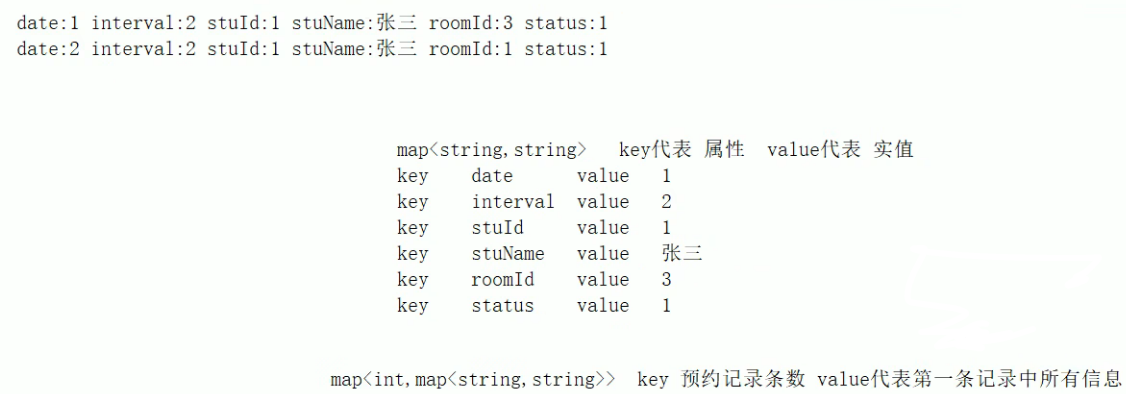 date:1 interval:2 stuId:1 stuName:张三 roomId:3 status:1
date:2 interval:2 stuId:1 stuName:张三 roomId:1 status:1
map<string,string> key代表 属性 value代表 实值
key date value 1
key interval value 2
key stuId value 1
key stuName value 张三
key roomId value 3
key status value 1
map<int,map<string,string>> key 预约记录条数 value代表第一条记录中所有信息